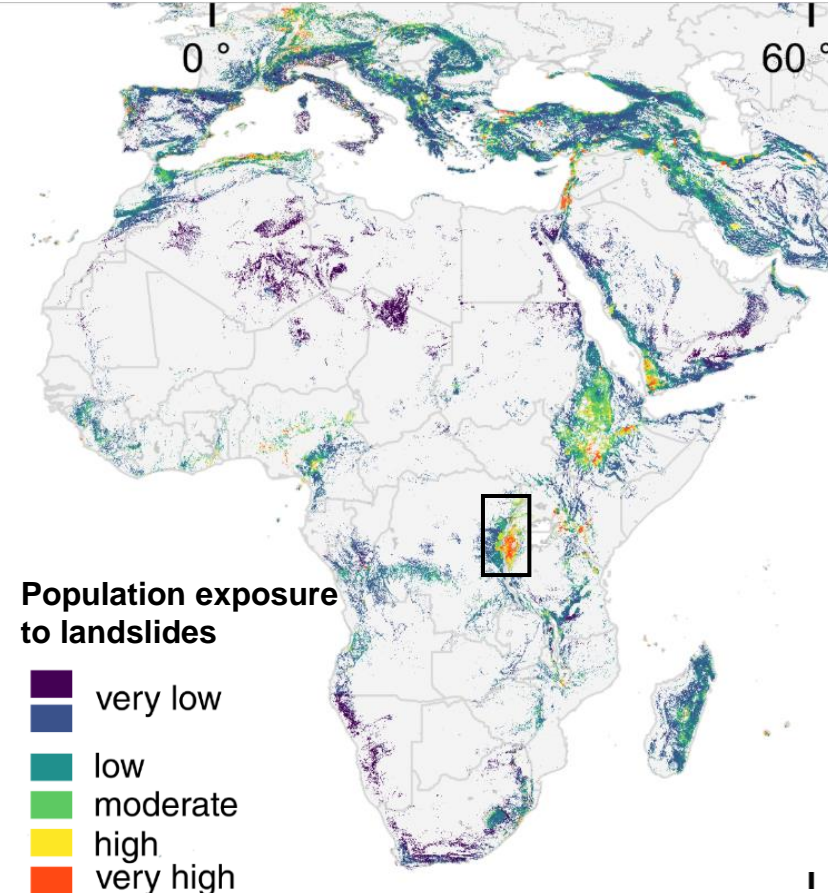 0 °
60 °
Population exposure
to landslides
very low
low
moderate
high
very high